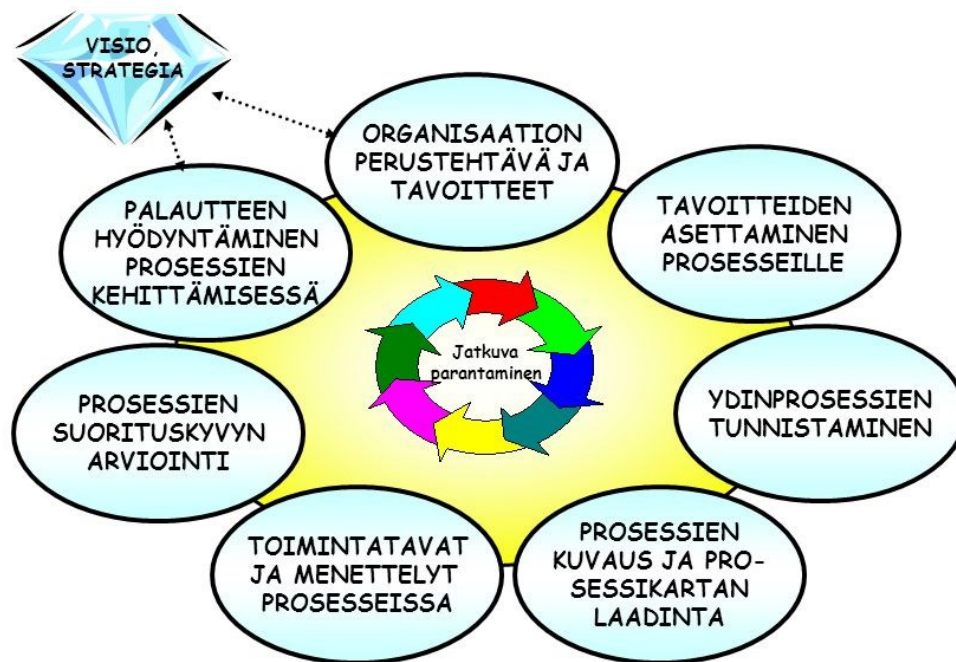 VISIO,
STRATEGIA
ORGANISAATION
PERUSTEHTÄVÄ JA
TAVOITTEET
TAVOITTEIDEN
ASETTAMINEN
PROSESSEILLE
YDINPROSESSIEN
TUNNISTAMINEN
PROSESSIEN
KUVAUS JA PRO-
SESSIKARTAN
LAADINTA
TOIMINTATAVAT
JA MENETTELYT
PROSESSEISSA
PROSESSIEN
SUORITUSKYVYN
ARVIOINTI
PALAUTTEEN
HYÖDYNTÄMINEN
PROSESSIEN
KEHITTÄMISESSÄ
Jatkuva
parantaminen